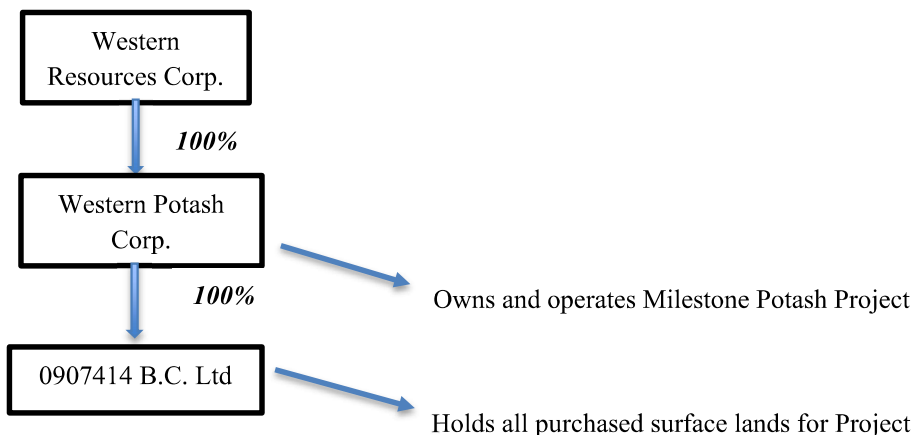 Western
Resources Corp.
100%
Western Potash
Corp.
100%
Owns and operates Milestone Potash Project
0907414 B.C. Ltd
Holds all purchased surface lands for Project